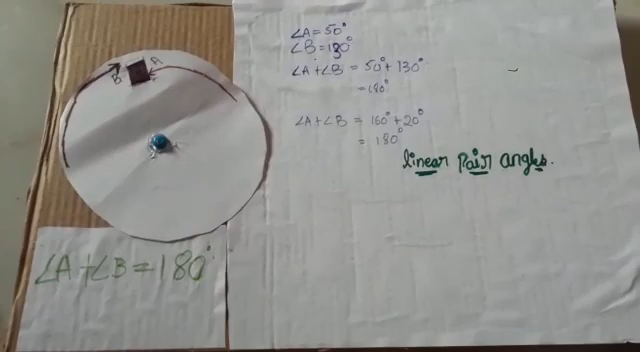 A
B
∠A=50°
∠B=130°
∠A+∠B = 50°+130°
=180°
∠A+∠B = 160°+20°
= 180°
linear Pair angles.
∠A+∠B=180°